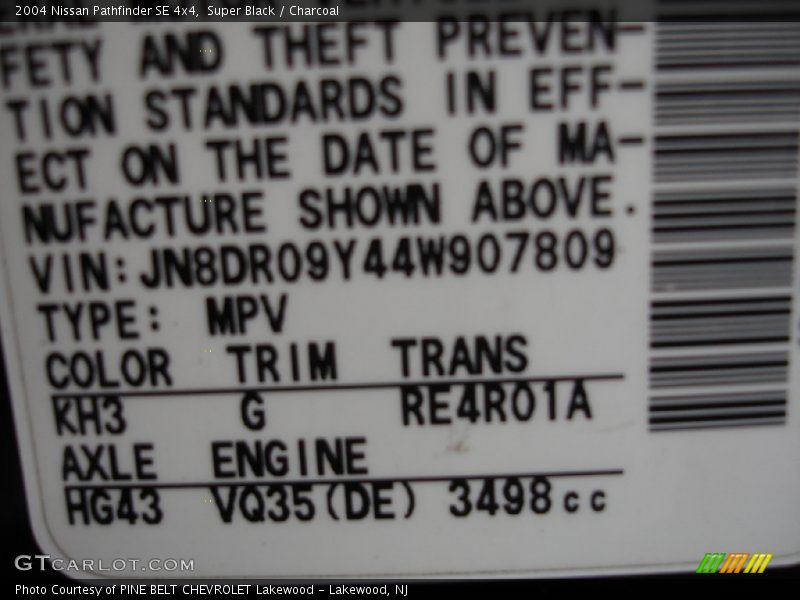 2004 Nissan Pathfinder SE 4x4, Super Black / Charcoal
FETY AND THEFT PREVEN-
TION STANDARDS IN EFF-
ECT ON THE DATE OF MA-
NUFACTURE SHOWN ABOVE.
VIN: JN8DR09Y44W907809
TYPE: MPV
COLOR TRIM TRANS
KH3 G RE4R01A
AXLE ENGINE
HG43 VQ35(DE) 3498cc
GTCARLOT.COM
Photo Courtesy of PINE BELT CHEVROLET Lakewood - Lakewood, NJ